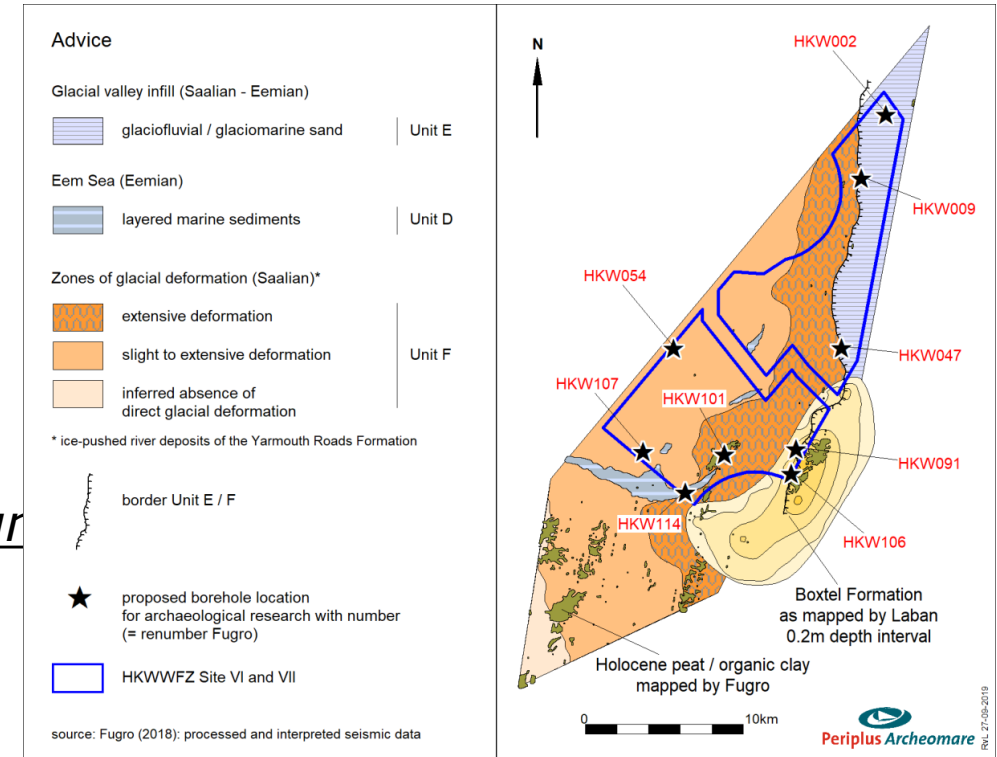 Advice
Glacial valley infill (Saalian - Eemian)
glaciofluvial / glaciomarine sand
Unit E
Eem Sea (Eemian)
layered marine sediments
Unit D
Zones of glacial deformation (Saalian)*
extensive deformation
slight to extensive deformation
Unit F
inferred absence of
direct glacial deformation
* ice-pushed river deposits of the Yarmouth Roads Formation
border Unit E / F
proposed borehole location
for archaeological research with number
(= renumber Fugro)
HKWWFZ Site VI and VII
source: Fugro (2018): processed and interpreted seismic data
N
HKW002
HKW009
HKW054
HKW047
HKW107
HKW101
HKW091
HKW114
HKW106
Boxtel Formation
as mapped by Laban
0.2m depth interval
Holocene peat / organic clay
mapped by Fugro
0
10km
Periplus Archeomare
RvL 27-09-2019